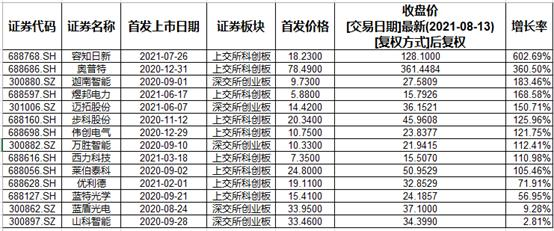 证券代码 证券名称 首发上市日期 证券板块 首发价格 收盘价 [交易日期]最新(2021-08-13) [复权方式]后复权 增长率
688768.SH 容知日新 2021-07-26 上交所科创板 18.2300 128.1000 602.69%
688686.SH 奥普特 2020-12-31 上交所科创板 78.4900 361.4484 360.50%
300880.SZ 迦南智能 2020-09-01 深交所创业板 9.7300 27.5809 183.46%
688597.SH 煜邦电力 2021-06-17 上交所科创板 5.8800 15.7926 168.58%
301006.SZ 迈拓股份 2021-06-07 深交所创业板 14.4200 36.1521 150.71%
688160.SH 步科股份 2020-11-12 上交所科创板 20.3400 45.9608 125.96%
688698.SH 伟创电气 2020-12-29 上交所科创板 10.7500 23.8377 121.75%
300882.SZ 万胜智能 2020-09-10 深交所创业板 10.3300 21.9415 112.41%
688616.SH 西力科技 2021-03-18 上交所科创板 7.3500 15.5070 110.98%
688056.SH 莱伯泰科 2020-09-02 上交所科创板 24.8000 50.9529 105.46%
688628.SH 优利德 2021-02-01 上交所科创板 19.1100 32.8529 71.91%
688127.SH 蓝特光学 2020-09-21 上交所科创板 15.4100 24.1857 56.95%
300862.SZ 蓝盾光电 2020-08-24 深交所创业板 33.9500 37.1000 9.28%
300897.SZ 山科智能 2020-09-28 深交所创业板 33.4600 34.3990 2.81%